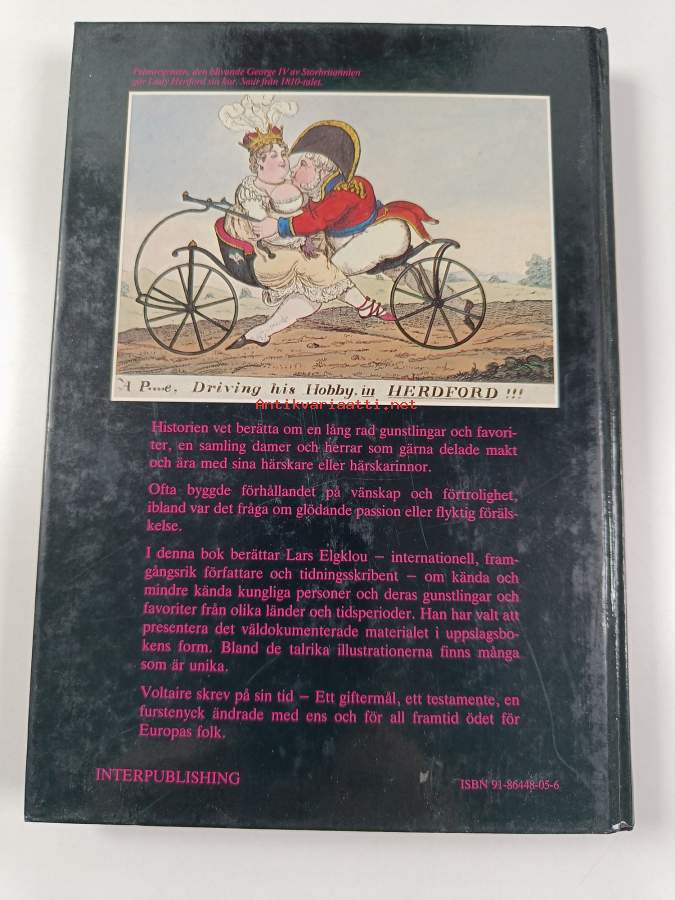 Prinsregenten, den blivande George IV av Storbritannien
gör Lady Hertford sin kur. Satir från 1810-talet.
A P....e, Driving his Hobby, in HERDFORD !!!
Antikvariaatti.net
Historien vet berätta om en lång rad gunstlingar och favori-
ter, en samling damer och herrar som gärna delade makt
och ära med sina härskare eller härskarinnor.
Ofta byggde förhållandet på vänskap och förtrolighet,
ibland var det fråga om glödande passion eller flyktig föräls-
kelse.
I denna bok berättar Lars Elgklou – internationell, fram-
gångsrik författare och tidningsskribent – om kända och
mindre kända kungliga personer och deras gunstlingar och
favoriter från olika länder och tidsperioder. Han har valt att
presentera det väldokumenterade materialet i uppslagsbo-
kens form. Bland de talrika illustrationerna finns många
som är unika.
Voltaire skrev på sin tid – Ett giftermål, ett testamente, en
furstenyck ändrade med ens och för all framtid ödet för
Europas folk.
INTERPUBLISHING
ISBN 91-86448-05-6